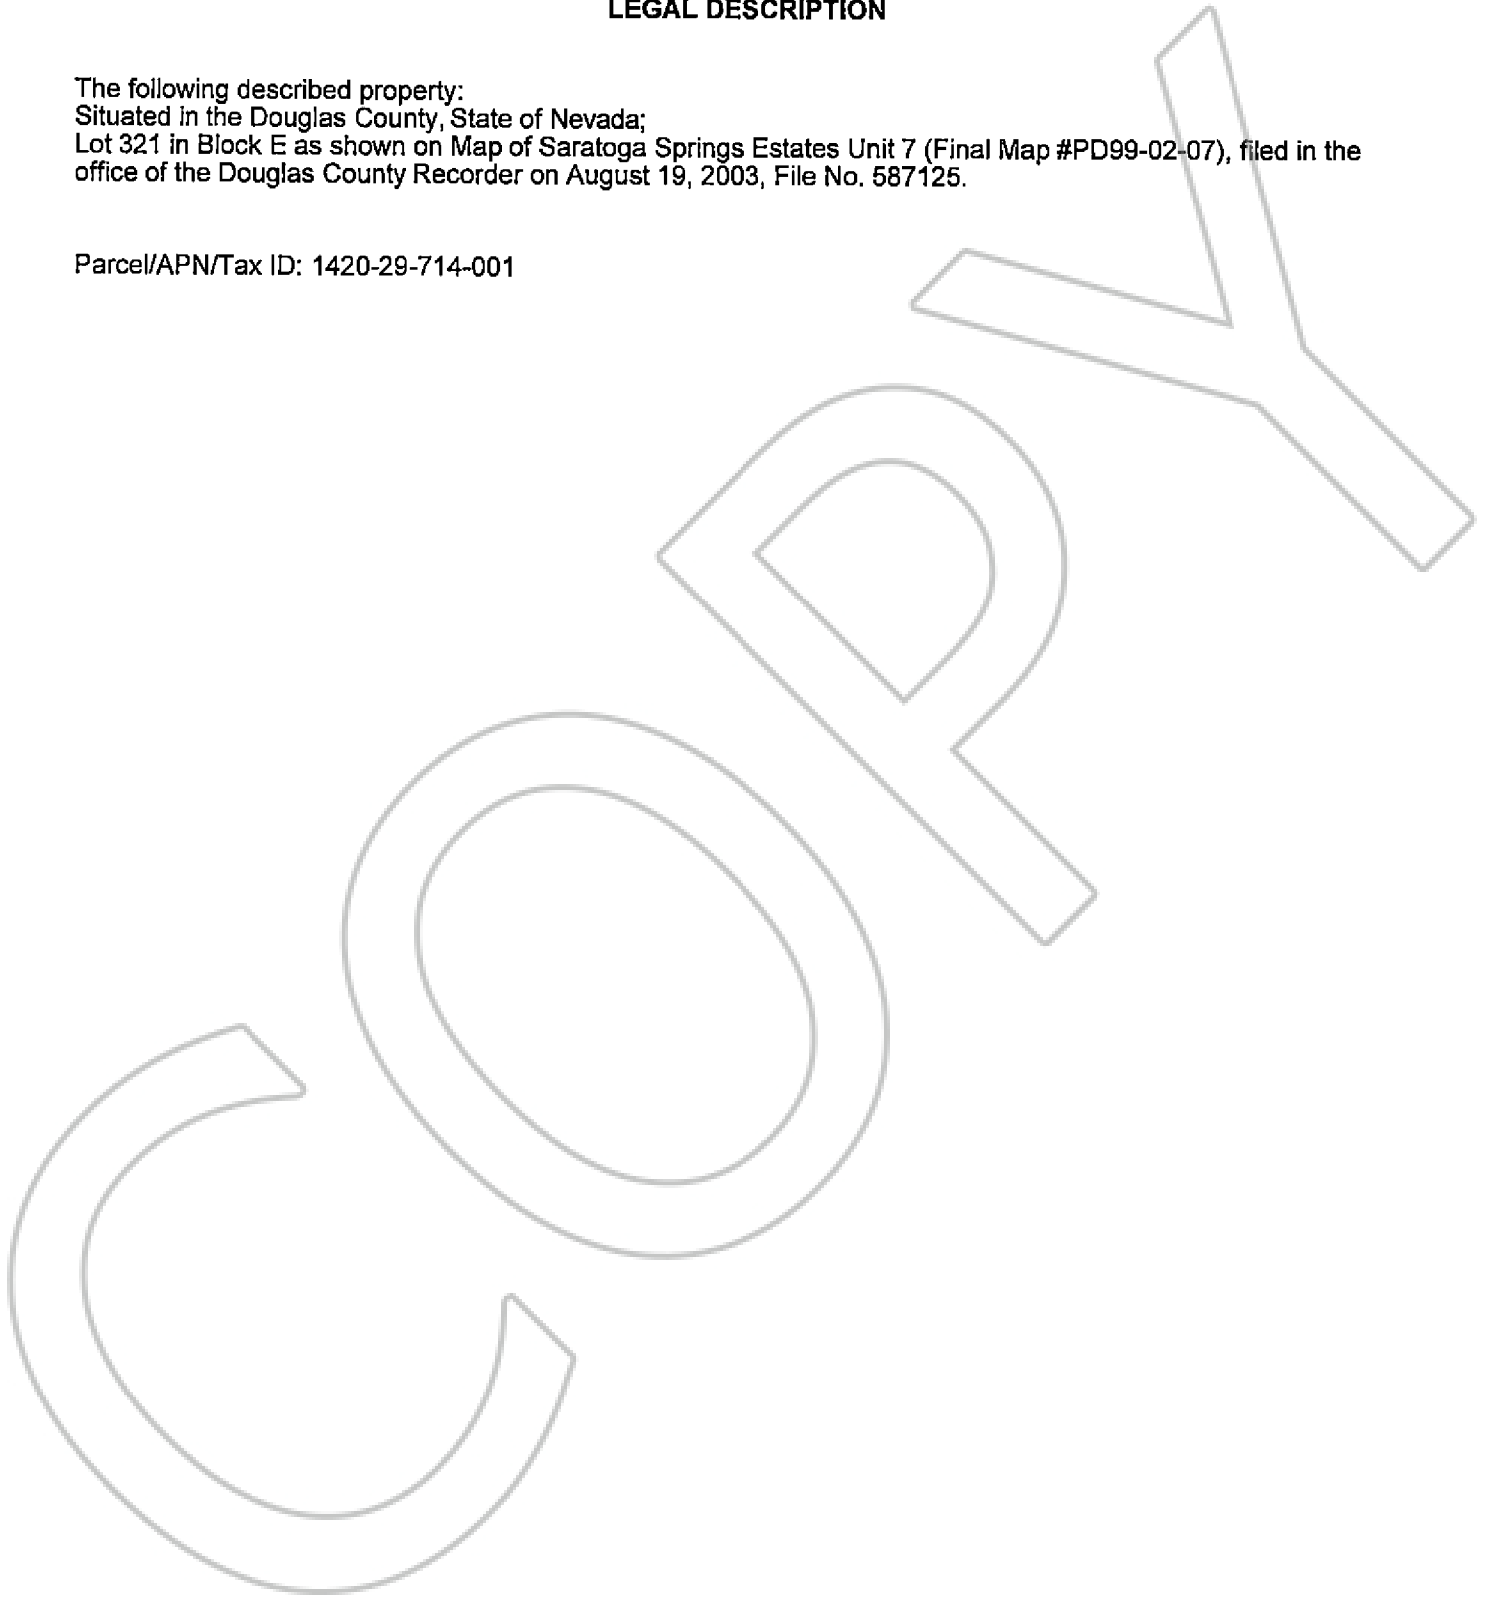 LEGAL DESCRIPTION
The following described property:
Situated in the Douglas County, State of Nevada;
Lot 321 in Block E as shown on Map of Saratoga Springs Estates Unit 7 (Final Map #PD99-02-07), filed in the
office of the Douglas County Recorder on August 19, 2003, File No. 587125.
Parcel/APN/Tax ID: 1420-29-714-001
COPY